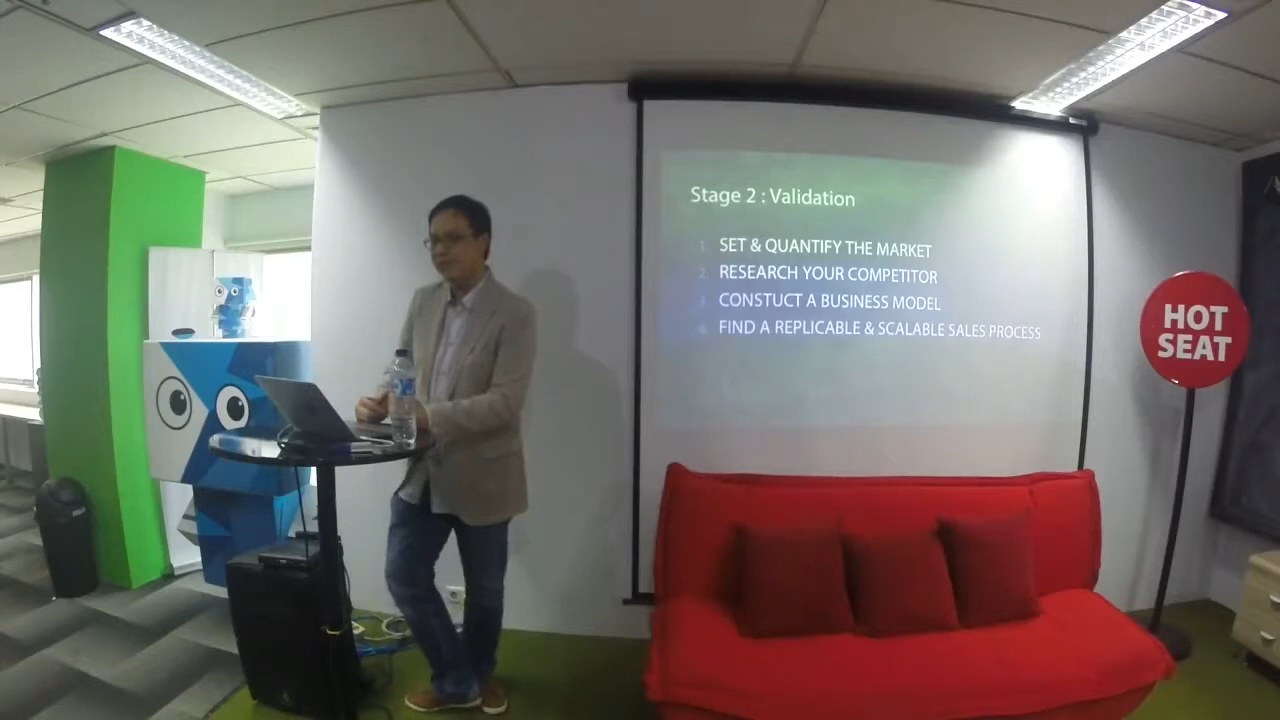 Stage 2 : Validation
1. SET & QUANTIFY THE MARKET
2. RESEARCH YOUR COMPETITOR
3. CONSTUCT A BUSINESS MODEL
4. FIND A REPLICABLE & SCALABLE SALES PROCESS
HOT
SEAT